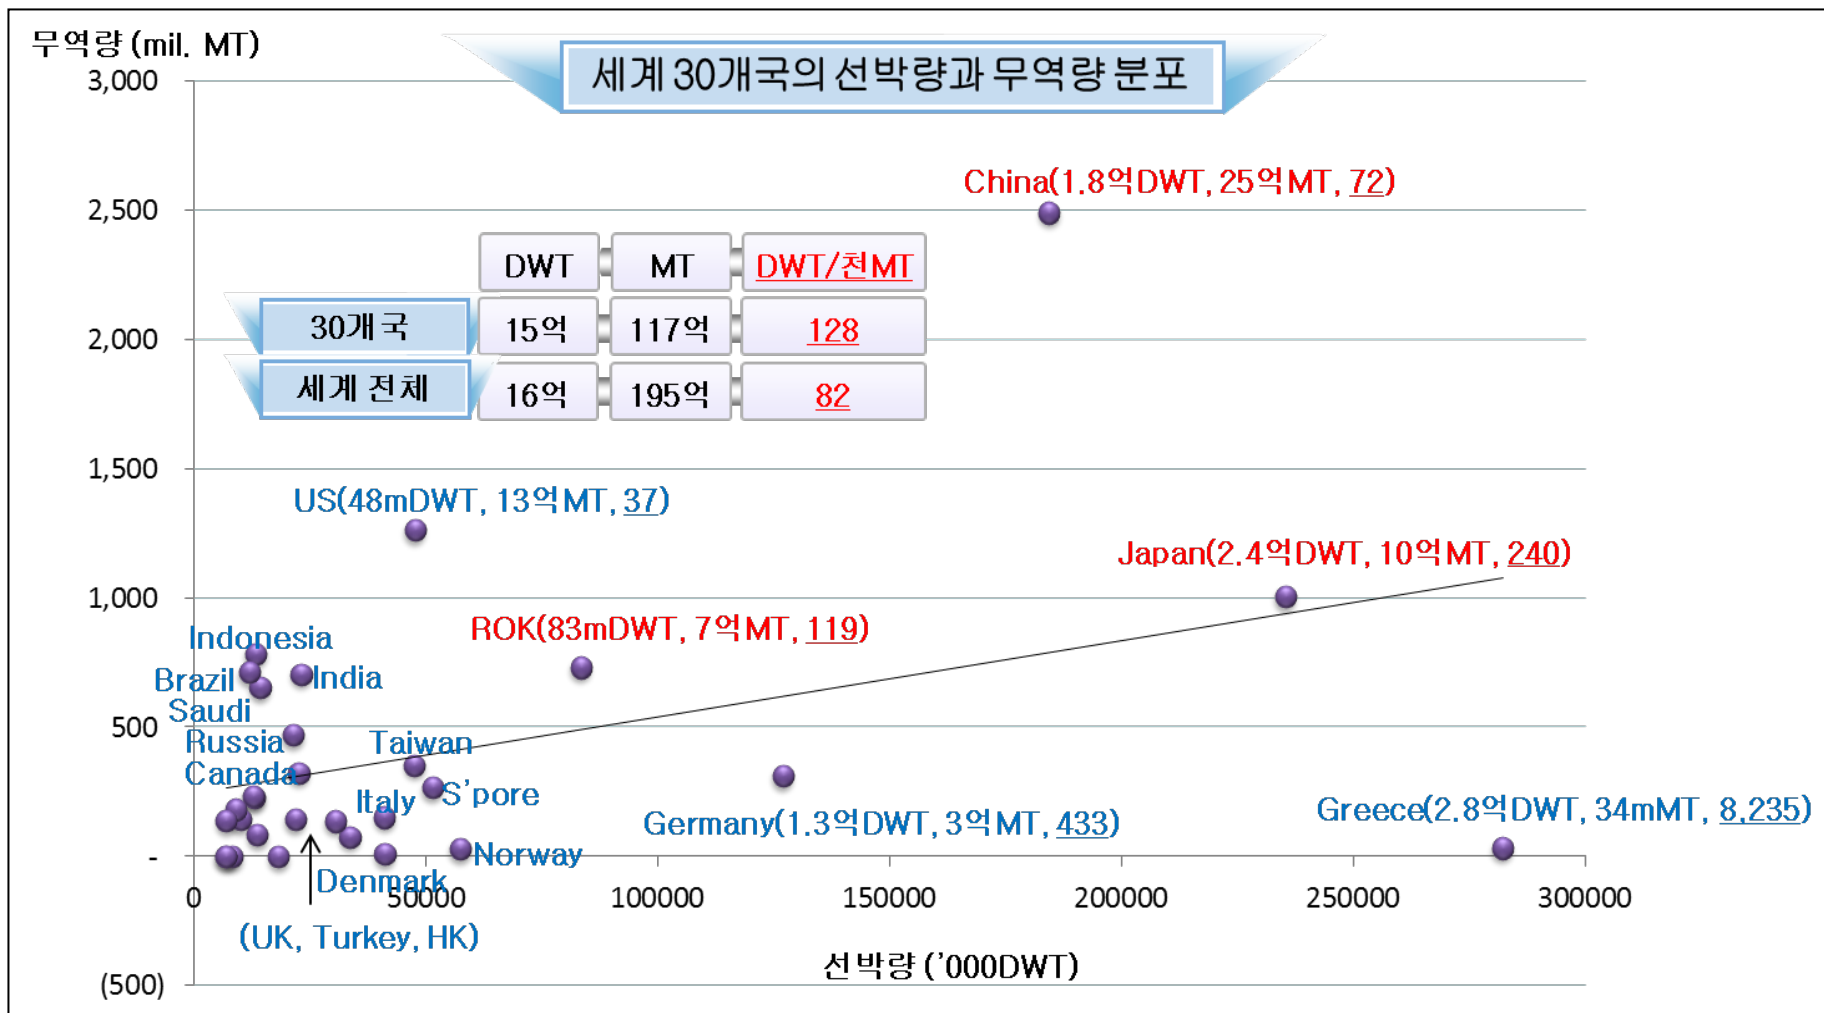 무역량 (mil. MT)
세계 30개국의 선박량과 무역량 분포
3,000
China(1.8억DWT, 25억MT, 72)
2,500
DWT MT DWT/천MT
30개국 15억 117억 128
2,000
세계 전체 16억 195억 82
1,500
US(48mDWT, 13억MT, 37)
Japan(2.4억DWT, 10억MT, 240)
1,000
ROK(83mDWT, 7억MT, 119)
Indonesia
Brazil
India
Saudi
500
Russia
Taiwan
Canada
Italy
S'pore
Germany(1.3억DWT, 3억MT, 433)
Greece(2.8억DWT, 34mMT, 8,235)
-
Norway
Denmark
0 50000 100000 150000 200000 250000 300000
(UK, Turkey, HK)
선박량 ('000DWT)
(500)